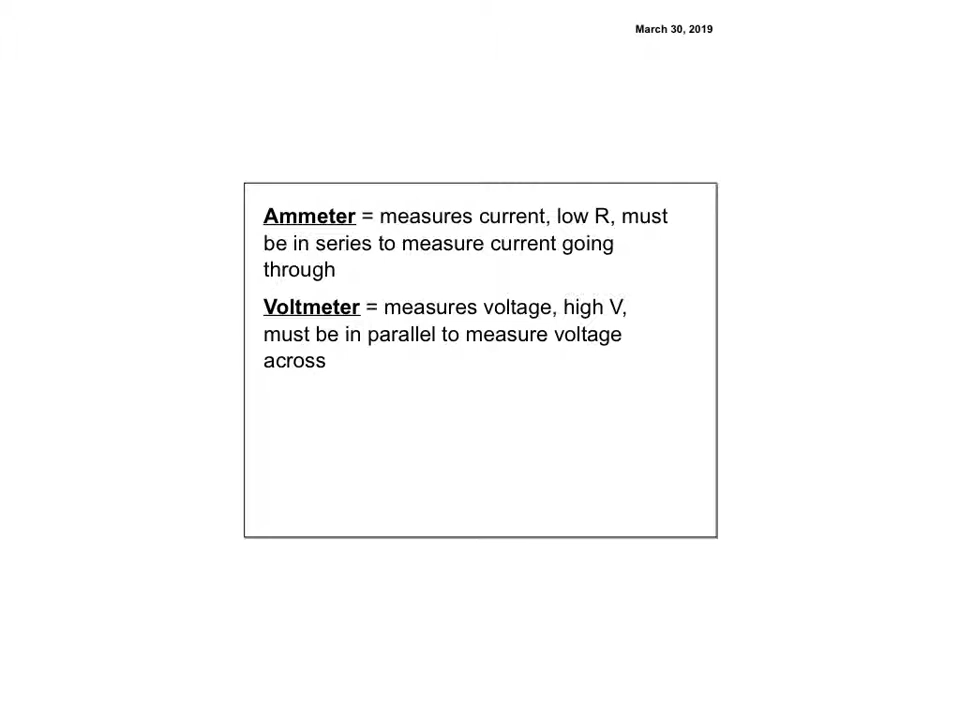 March 30, 2019
Ammeter = measures current, low R, must
be in series to measure current going
through
Voltmeter = measures voltage, high V,
must be in parallel to measure voltage
across